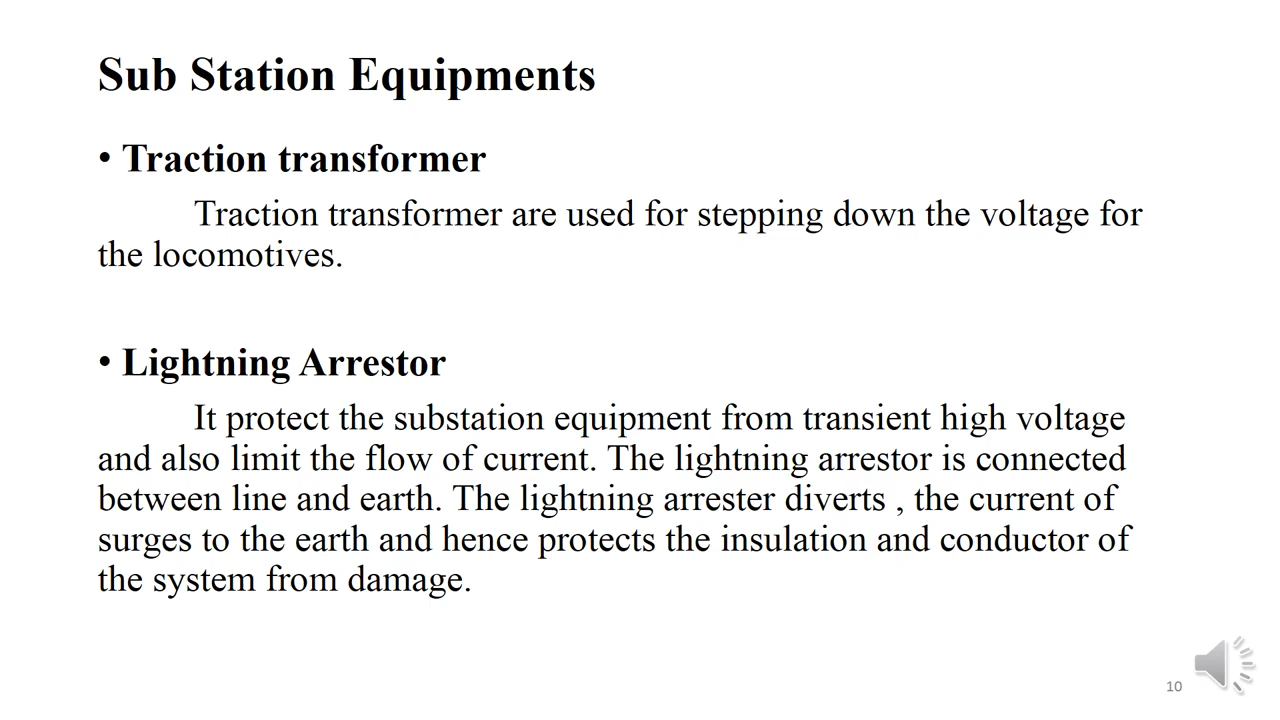 Sub Station Equipments
• Traction transformer
Traction transformer are used for stepping down the voltage for
the locomotives.
• Lightning Arrestor
It protect the substation equipment from transient high voltage
and also limit the flow of current. The lightning arrestor is connected
between line and earth. The lightning arrester diverts , the current of
surges to the earth and hence protects the insulation and conductor of
the system from damage.
10